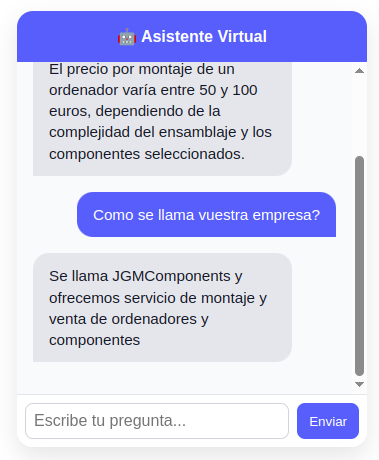 🤖 Asistente Virtual
El precio por montaje de un
ordenador varía entre 50 y 100
euros, dependiendo de la
complejidad del ensamblaje y los
componentes seleccionados.
Como se llama vuestra empresa?
Se llama JGMComponents y
ofrecemos servicio de montaje y
venta de ordenadores y
componentes
Escribe tu pregunta...
Enviar